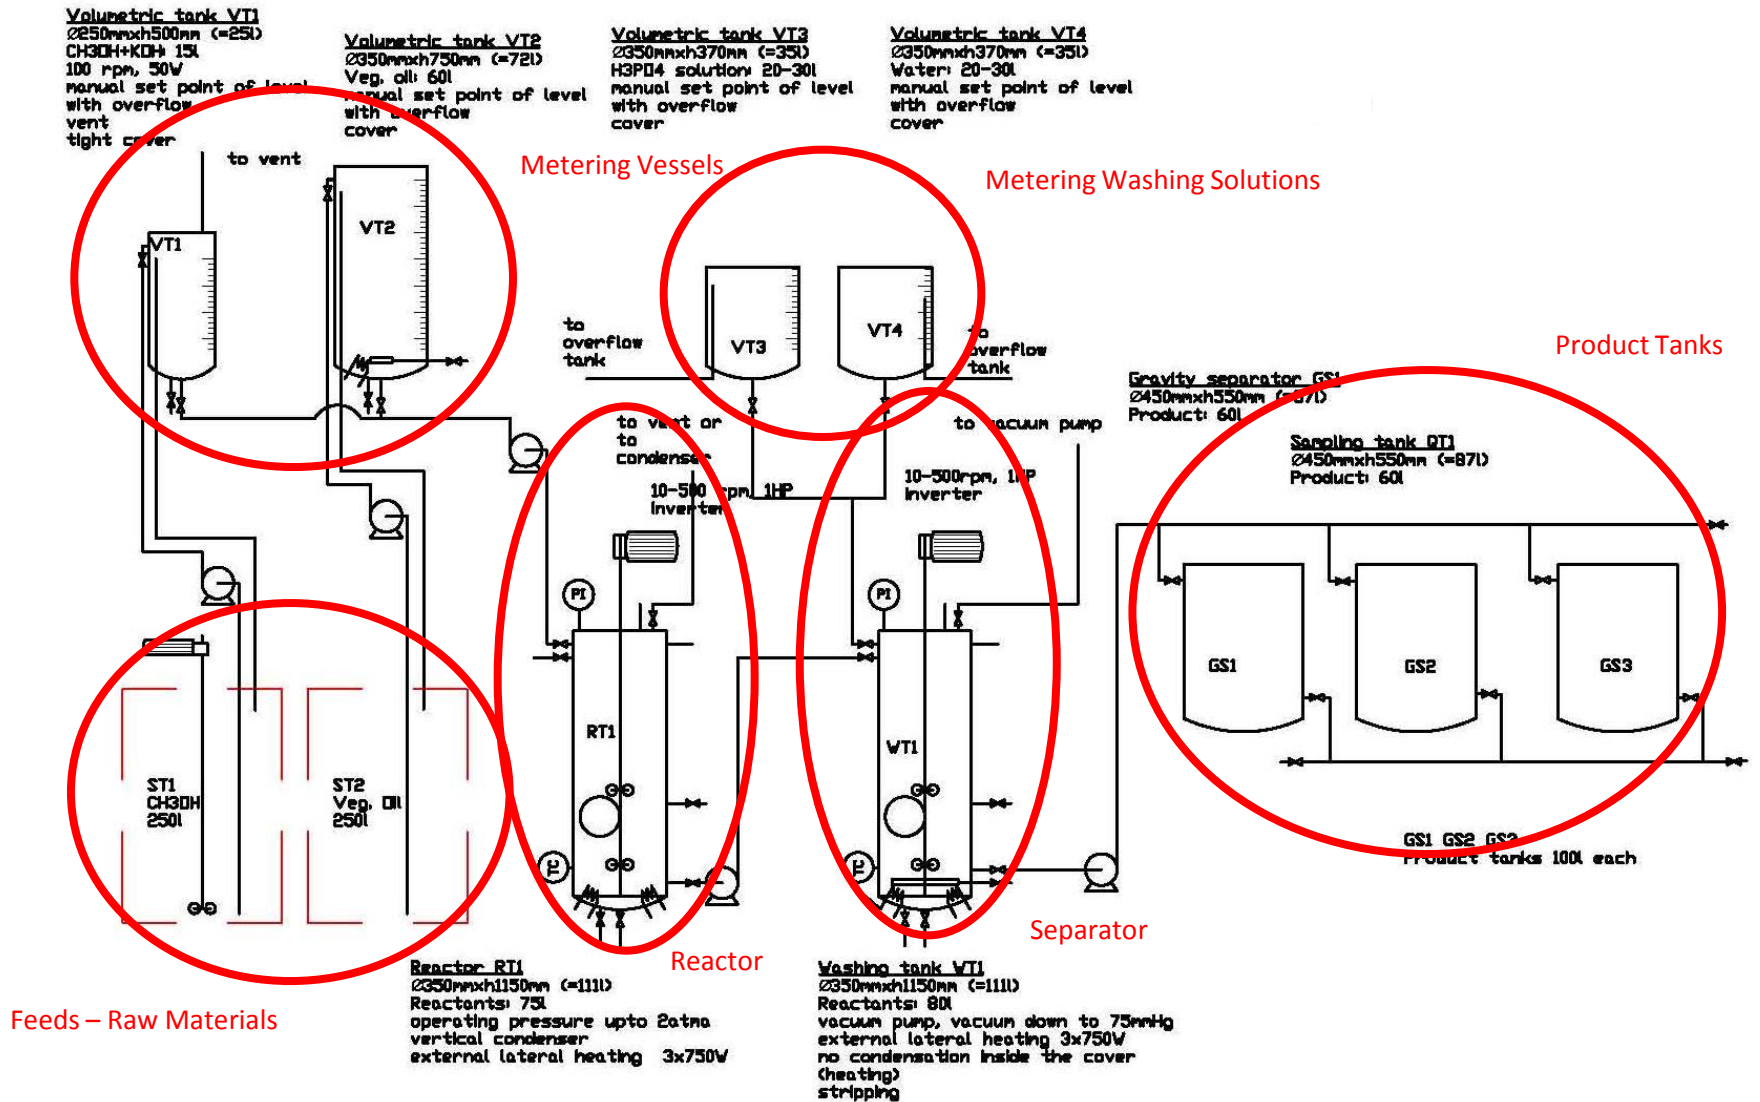 Volumetric tank VT1
Ø250mmxh500mm (=25l)
CH3OH+KOH: 15l
100 rpm, 50W
manual set point of level
with overflow
vent
tight cover
Volumetric tank VT2
Ø350mmxh750mm (=72l)
Veg. oil: 60l
manual set point of level
with overflow
cover
Volumetric tank VT3
Ø350mmxh370mm (=35l)
H3PO4 solution: 20-30l
manual set point of level
with overflow
cover
Volumetric tank VT4
Ø350mmxh370mm (=35l)
Water: 20-30l
manual set point of level
with overflow
cover
to vent
Metering Vessels
Metering Washing Solutions
VT1
VT2
VT3
VT4
to
overflow
tank
to
overflow
tank
Product Tanks
Gravity separator GS1
Ø450mmxh550mm (=87l)
Product: 60l
Sampling tank QT1
Ø450mmxh550mm (=87l)
Product: 60l
to vent or
to
condenser
10-500 rpm, 1HP
inverter
to vacuum pump
10-500rpm, 1HP
inverter
PI
PI
RT1
WT1
TC
TC
GS1
GS2
GS3
ST1
CH3OH
250l
ST2
Veg. Oil
250l
GS1 GS2 GS3
Product tanks 100l each
Separator
Reactor
Feeds – Raw Materials
Reactor RT1
Ø350mmxh1150mm (=111l)
Reactants: 75l
operating pressure upto 2atma
vertical condenser
external lateral heating 3x750W
Washing tank WT1
Ø350mmxh1150mm (=111l)
Reactants: 80l
vacuum pump, vacuum down to 75mmHg
external lateral heating 3x750W
no condensation inside the cover
(heating)
stripping